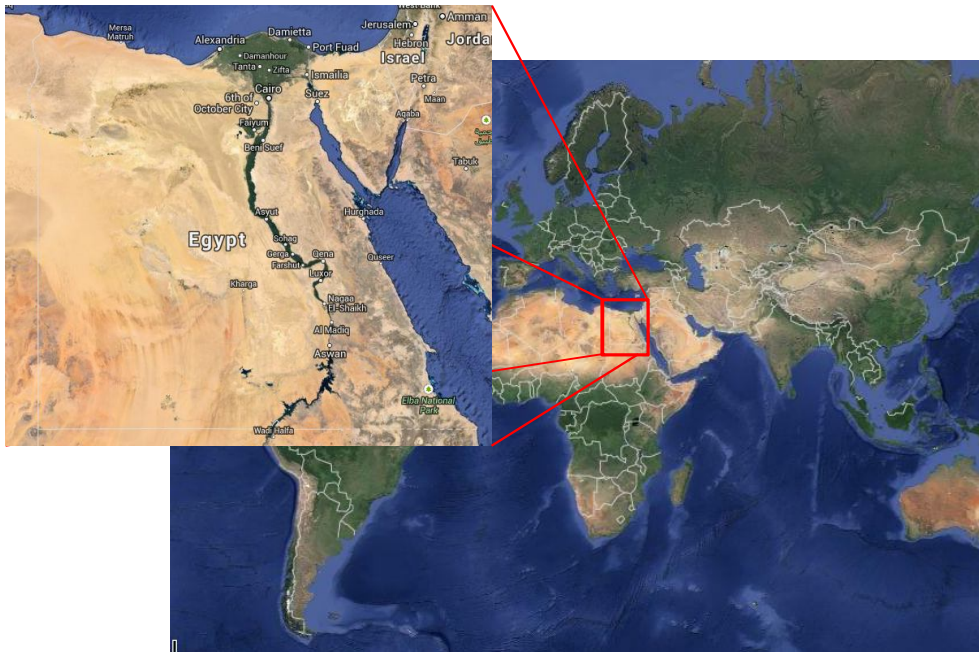 West Bank
Amman
Jerusalem
Mersa
Matruh
Damietta
Alexandria
Port Fuad
Hebron
Jordan
Damanhour
Israel
Tanta
Zifta
Ismailia
Petra
Cairo
Suez
6th of
October City
Maan
Faiyum
Aqaba
Beni Suef
Tabuk
Asyut
Hurghada
Egypt
Sohag
Gerga
Qena
Quseer
Farshut
Kharga
Luxor
Nagaa
El-Shaikh
Al Madiq
Aswan
Elba National
Park
Wadi Halfa